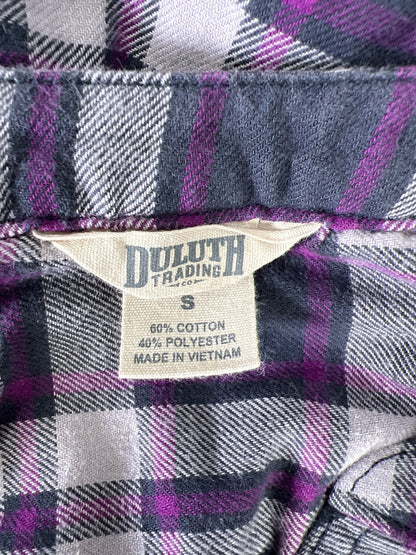 DULUTH
TRADING
CO
S
60% COTTON
40% POLYESTER
MADE IN VIETNAM